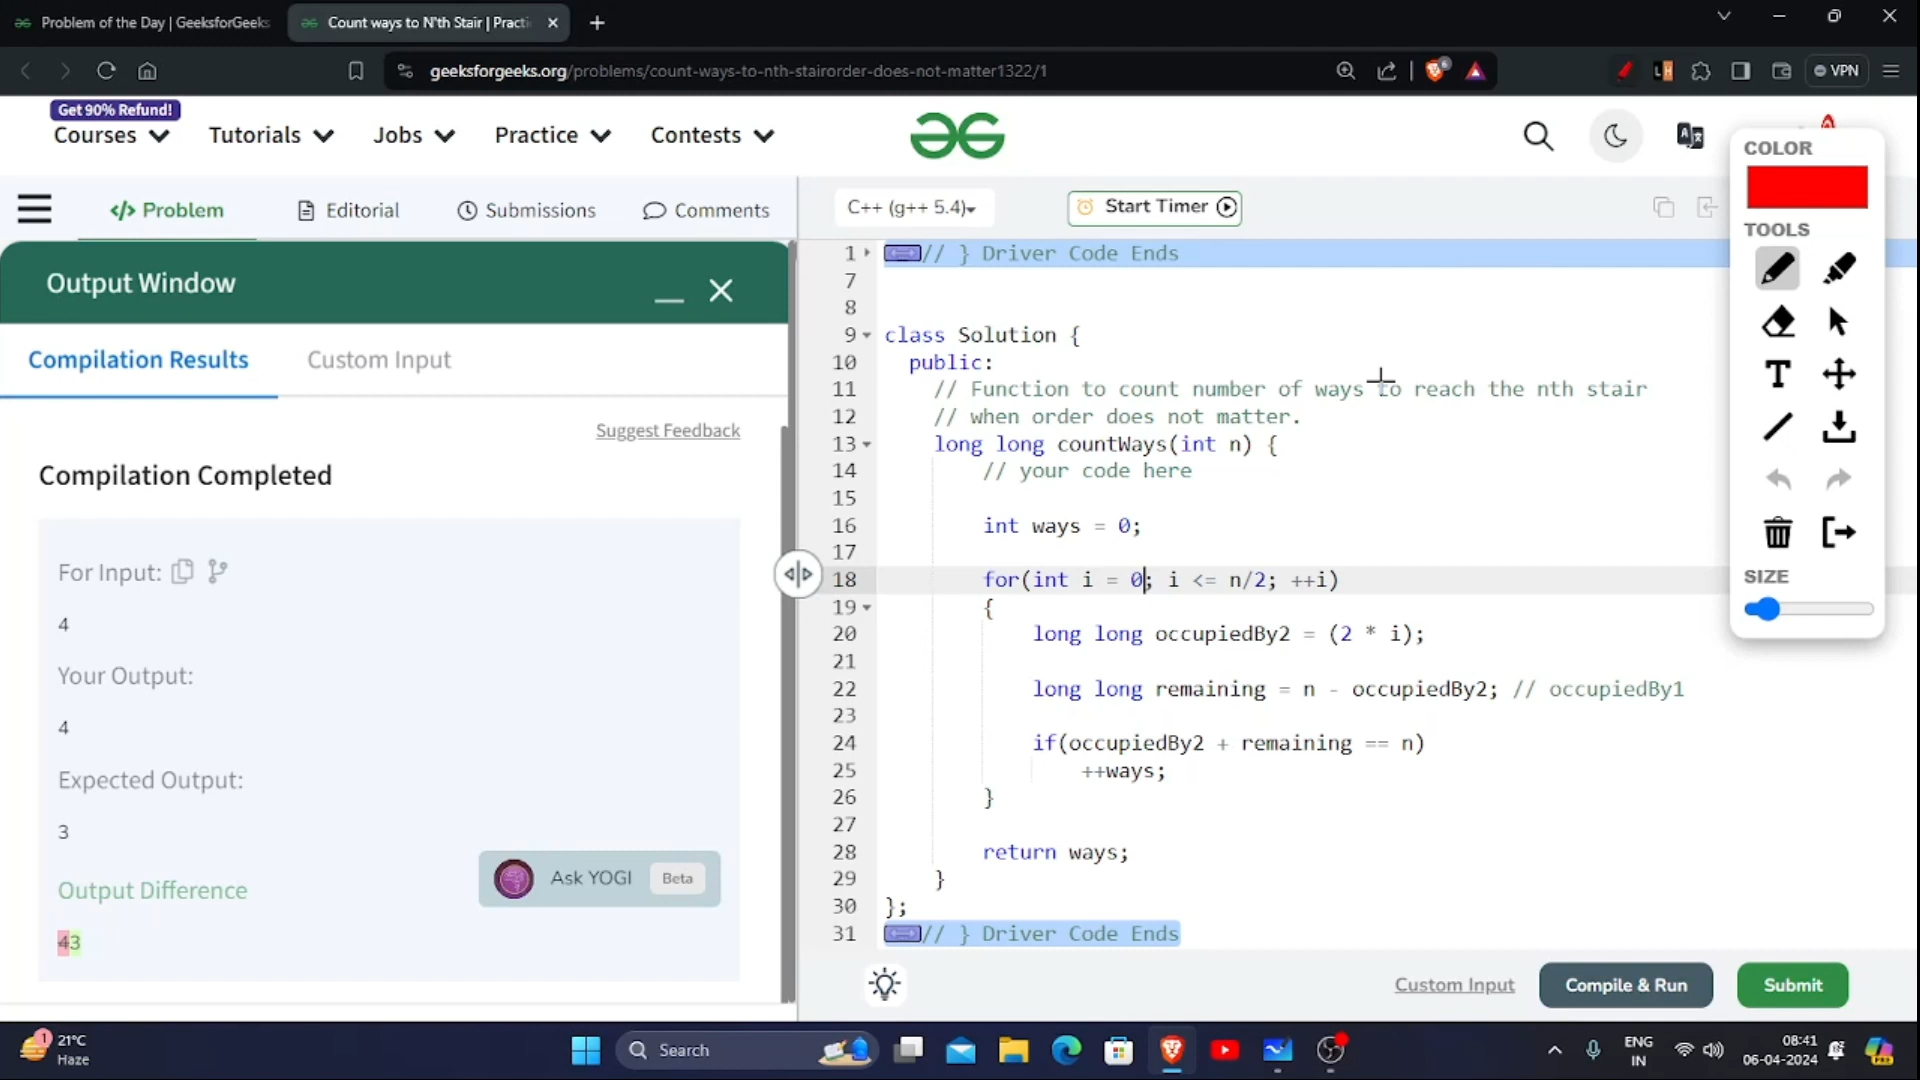 Problem of the Day | GeeksforGeeks
Count ways to N'th Stair | Practi
geeksforgeeks.org/problems/count-ways-to-nth-stairorder-does-not-matter1322/1
6
VPN
Get 90% Refund!
Courses
Tutorials
Jobs
Practice
Contests
COLOR
TOOLS
SIZE
</> Problem
Editorial
Submissions
Comments
C++ (g++ 5.4)
Start Timer
Output Window
Compilation Results
Custom Input
Suggest Feedback
Compilation Completed
For Input:
4
Your Output:
4
Expected Output:
3
Output Difference
43
Ask YOGI
Beta
1 // } Driver Code Ends
7
8
9 class Solution {
10 public:
11 // Function to count number of ways to reach the nth stair
12 // when order does not matter.
13 long long countWays(int n) {
14 // your code here
15
16 int ways = 0;
17
18 for(int i = 0; i <= n/2; ++i)
19 {
20 long long occupiedBy2 = (2 * i);
21
22 long long remaining = n - occupiedBy2; // occupiedBy1
23
24 if(occupiedBy2 + remaining == n)
25 ++ways;
26 }
27
28 return ways;
29 }
30 };
31 // } Driver Code Ends
Custom Input
Compile & Run
Submit
1
21°C
Haze
Search
ENG
IN
08:41
06-04-2024